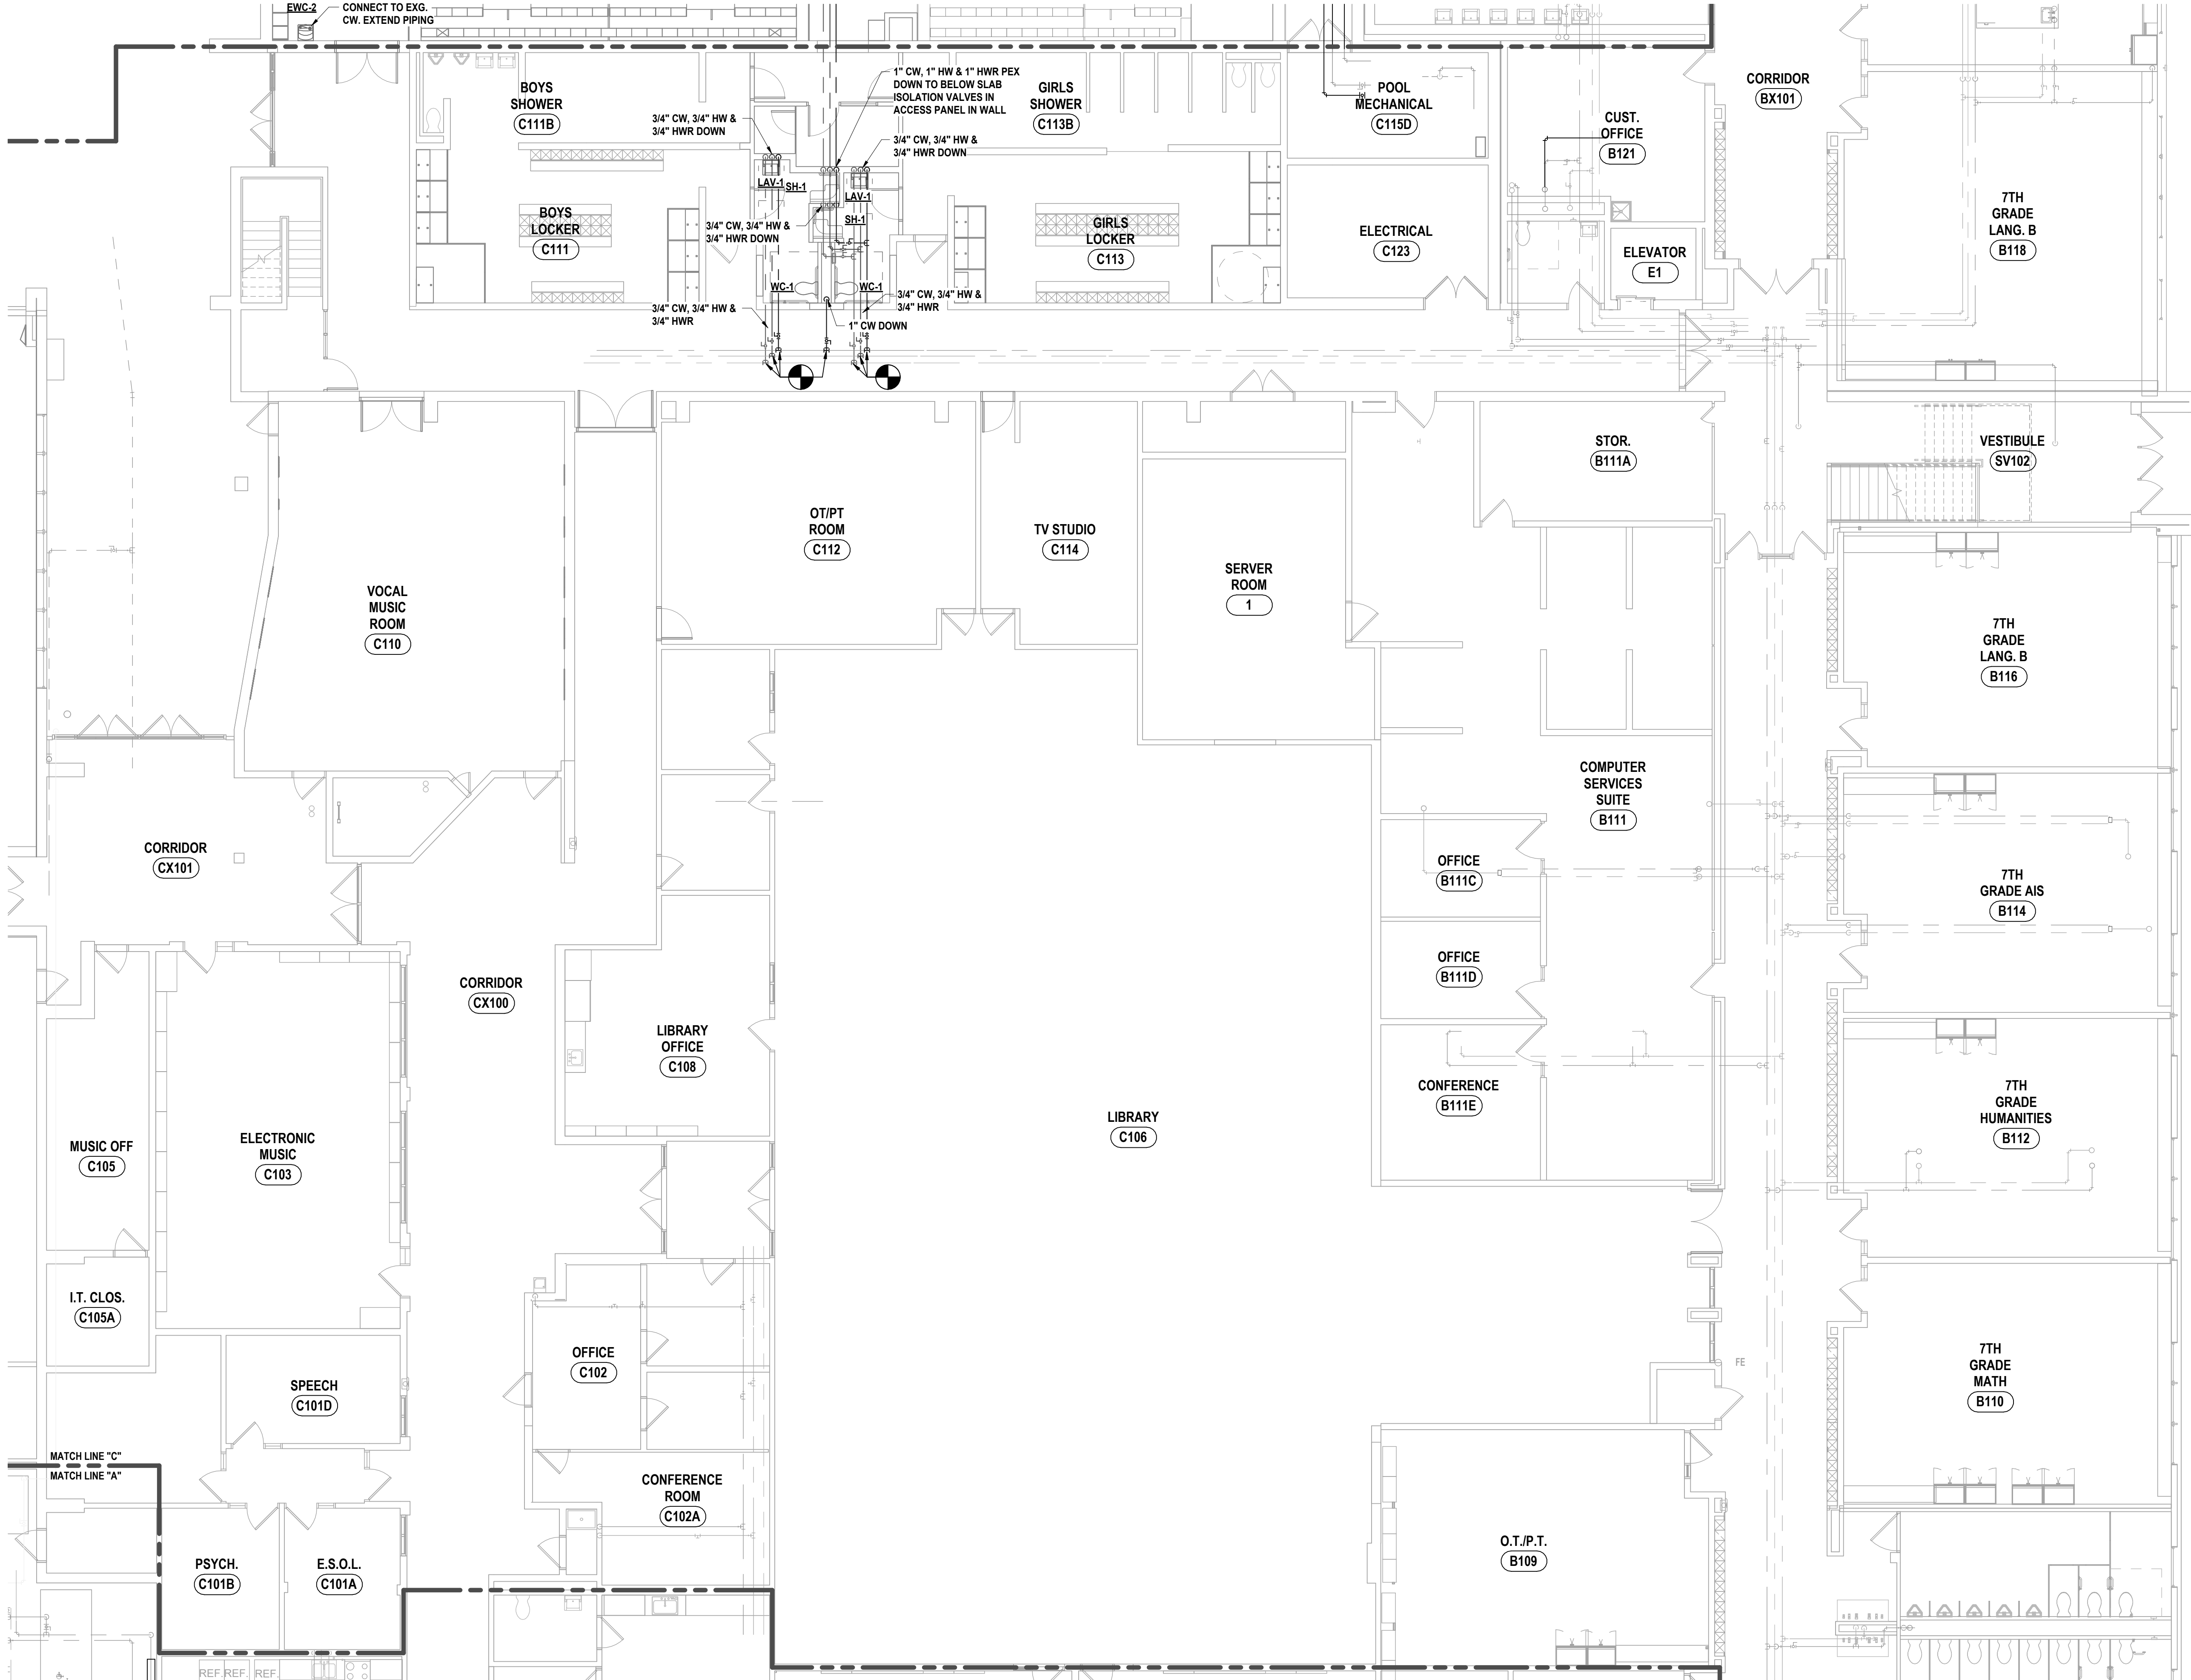 EWC-2
CONNECT TO EXG.
CW. EXTEND PIPING
BOYS
SHOWER
C111B
1" CW, 1" HW & 1" HWR PEX
DOWN TO BELOW SLAB
ISOLATION VALVES IN
ACCESS PANEL IN WALL
GIRLS
SHOWER
C113B
POOL
MECHANICAL
C115D
CORRIDOR
BX101
3/4" CW, 3/4" HW &
3/4" HWR DOWN
3/4" CW, 3/4" HW &
3/4" HWR DOWN
CUST.
OFFICE
B121
LAV-1
SH-1
LAV-1
SH-1
7TH
GRADE
LANG. B
B118
BOYS
LOCKER
C111
3/4" CW, 3/4" HW &
3/4" HWR DOWN
GIRLS
LOCKER
C113
ELECTRICAL
C123
ELEVATOR
E1
WC-1
WC-1
3/4" CW, 3/4" HW &
3/4" HWR
3/4" CW, 3/4" HW &
3/4" HWR
1" CW DOWN
STOR.
B111A
VESTIBULE
SV102
OT/PT
ROOM
C112
TV STUDIO
C114
SERVER
ROOM
1
VOCAL
MUSIC
ROOM
C110
7TH
GRADE
LANG. B
B116
COMPUTER
SERVICES
SUITE
B111
CORRIDOR
CX101
OFFICE
B111C
7TH
GRADE AIS
B114
OFFICE
B111D
CORRIDOR
CX100
LIBRARY
OFFICE
C108
CONFERENCE
B111E
7TH
GRADE
HUMANITIES
B112
LIBRARY
C106
MUSIC OFF
C105
ELECTRONIC
MUSIC
C103
I.T. CLOS.
C105A
OFFICE
C102
FE
7TH
GRADE
MATH
B110
SPEECH
C101D
MATCH LINE "C"
MATCH LINE "A"
CONFERENCE
ROOM
C102A
O.T./P.T.
B109
PSYCH.
C101B
E.S.O.L.
C101A
REF.
REF.
REF.